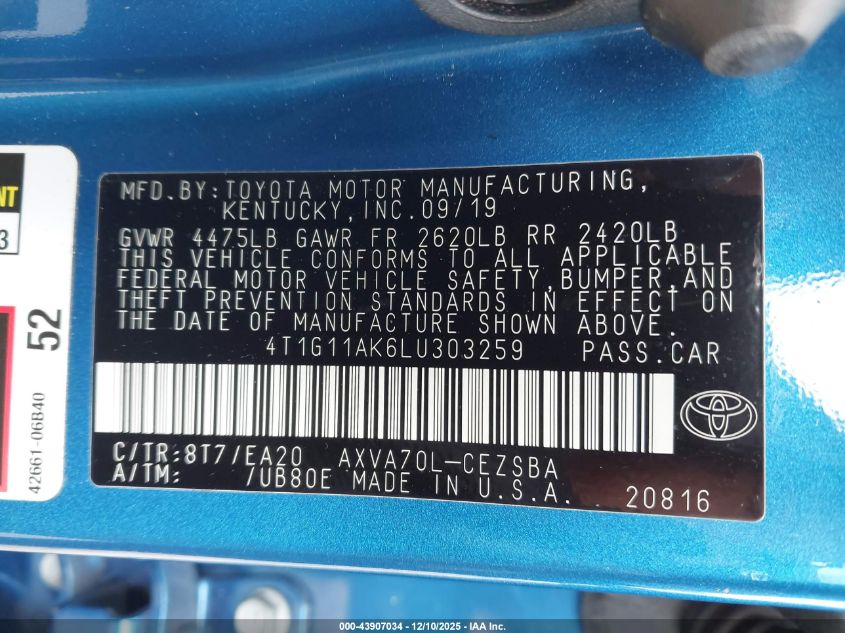 MFD.BY:TOYOTA MOTOR MANUFACTURING,
KENTUCKY,INC.09/19
GVWR 4475LB GAWR FR 2620LB RR 2420LB
THIS VEHICLE CONFORMS TO ALL APPLICABLE
FEDERAL MOTOR VEHICLE SAFETY,BUMPER,AND
THEFT PREVENTION STANDARDS IN EFFECT ON
THE DATE OF MANUFACTURE SHOWN ABOVE.
4T1G11AK6LU303259 PASS.CAR
C/TR:8T7/EA20 AXVA70L-CEZSBA
A/TM: /UB80E MADE IN U.S.A. 20816
NT
3
52
42661-06B40
000-43907034 - 12/10/2025 - IAA Inc.